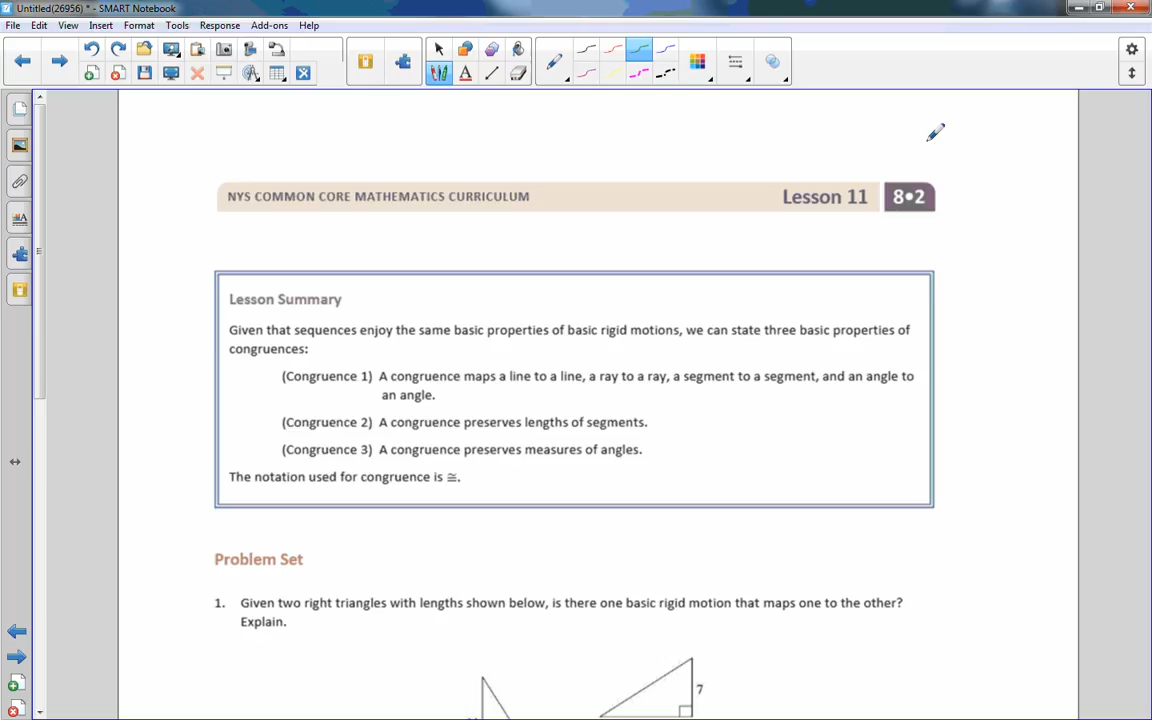 Untitled(26956) * - SMART Notebook
File Edit View Insert Format Tools Response Add-ons Help
NYS COMMON CORE MATHEMATICS CURRICULUM Lesson 11 8•2
Lesson Summary
Given that sequences enjoy the same basic properties of basic rigid motions, we can state three basic properties of
congruences:
(Congruence 1) A congruence maps a line to a line, a ray to a ray, a segment to a segment, and an angle to
an angle.
(Congruence 2) A congruence preserves lengths of segments.
(Congruence 3) A congruence preserves measures of angles.
The notation used for congruence is ≅.
Problem Set
1. Given two right triangles with lengths shown below, is there one basic rigid motion that maps one to the other?
Explain.
7